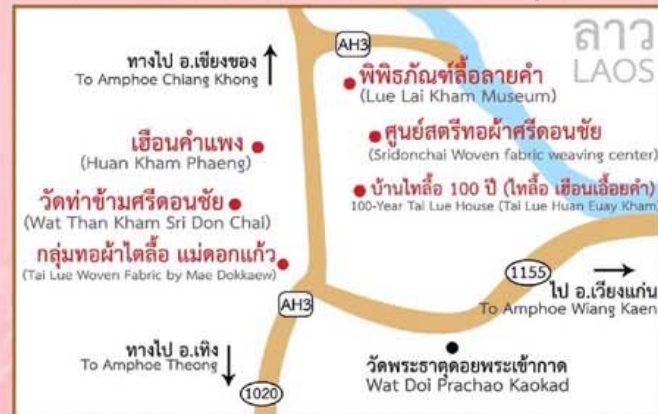 ลาว
LAOS
AH3
ทางไป อ.เชียงของ
To Amphoe Chiang Khong
พิพิธภัณฑ์ลื้อลายคำ
(Lue Lai Kham Museum)
เฮือนคำแพง
(Huan Kham Phaeng)
ศูนย์สตรีทอผ้าศรีดอนชัย
(Sridonchai Woven fabric weaving center)
วัดท่าข้ามศรีดอนชัย
(Wat Than Kham Sri Don Chai)
บ้านไทลื้อ 100 ปี (ไทลื้อ เฮือนเอื้อยคำ)
100-Year Tai Lue House (Tai Lue Huan Euay Kham)
กลุ่มทอผ้าไตลื้อ แม่ดอกแก้ว
(Tai Lue Woven Fabric by Mae Dokkaew)
1155
ไป อ.เวียงแก่น
To Amphoe Wiang Kaen
AH3
ทางไป อ.เทิง
To Amphoe Theong
วัดพระธาตุดอยพระเข้ากาด
Wat Doi Prachao Kaokad
1020